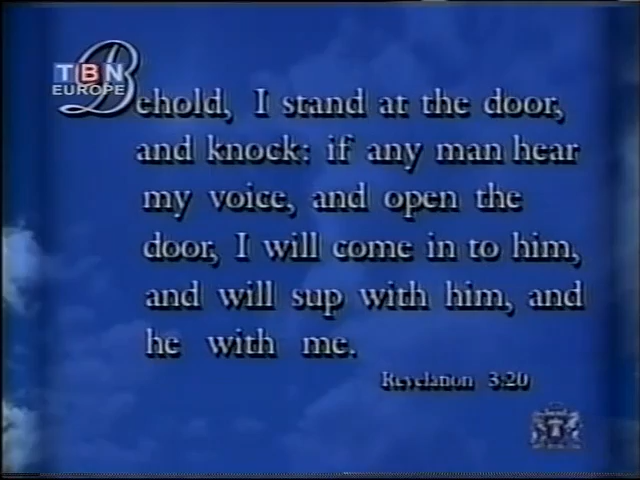 TBN
EUROPE
Behold, I stand at the door,
and knock: if any man hear
my voice, and open the
door, I will come in to him,
and will sup with him, and
he with me.
Revelation 3:20